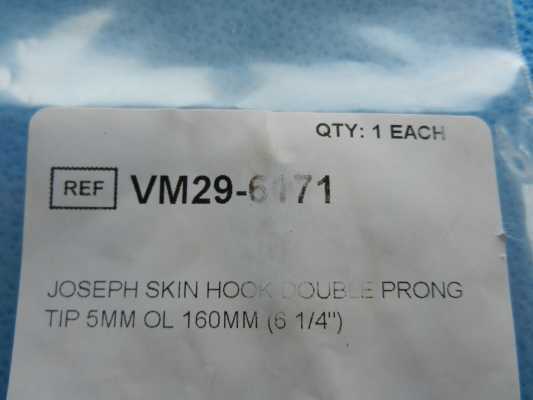 QTY: 1 EACH
REF VM29-6171
JOSEPH SKIN HOOK DOUBLE PRONG
TIP 5MM OL 160MM (6 1/4")